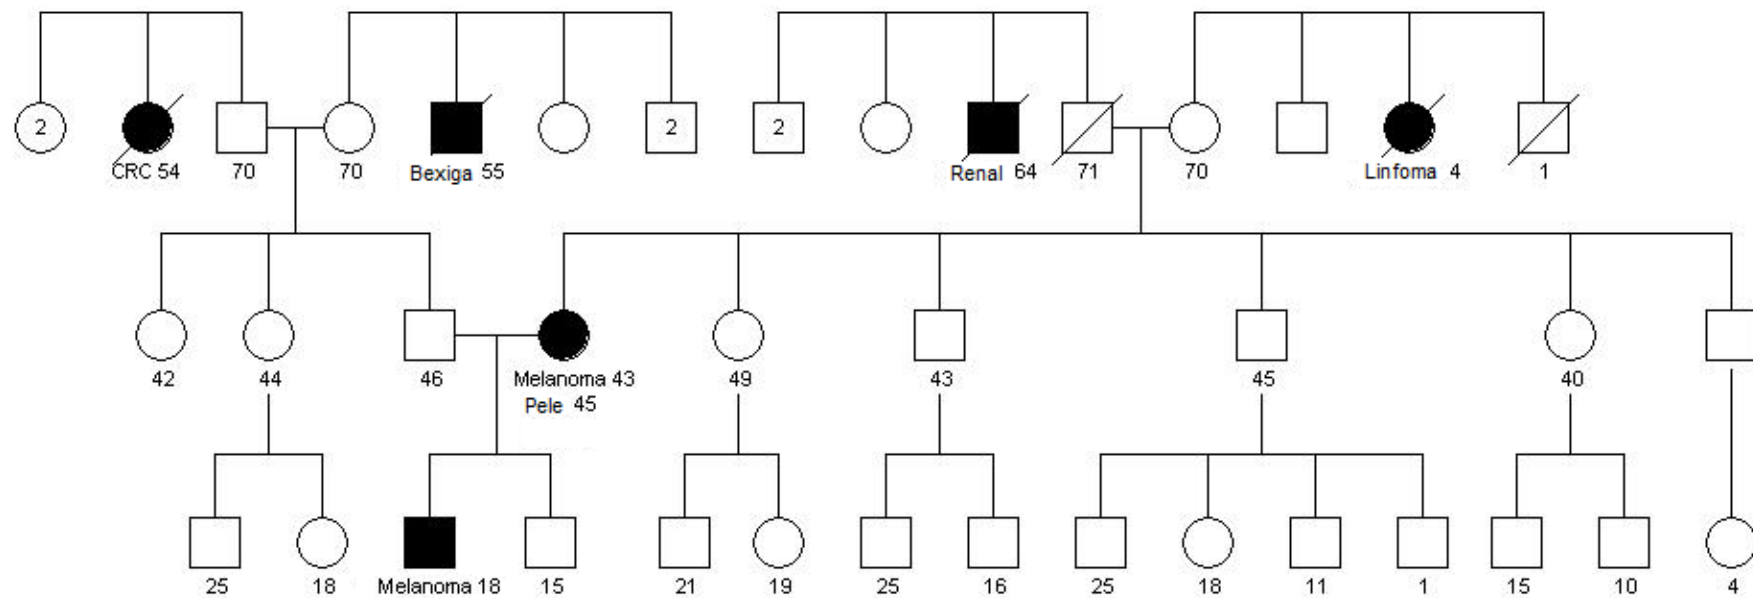 2 2 2
CRC 54 70 70 Bexiga 55 Renal 64 71 70 Linfoma 4 1
42 44 46 Melanoma 43 49 43 45 40
Pele 45
25 18 Melanoma 18 15 21 19 25 16 25 18 11 1 15 10 4